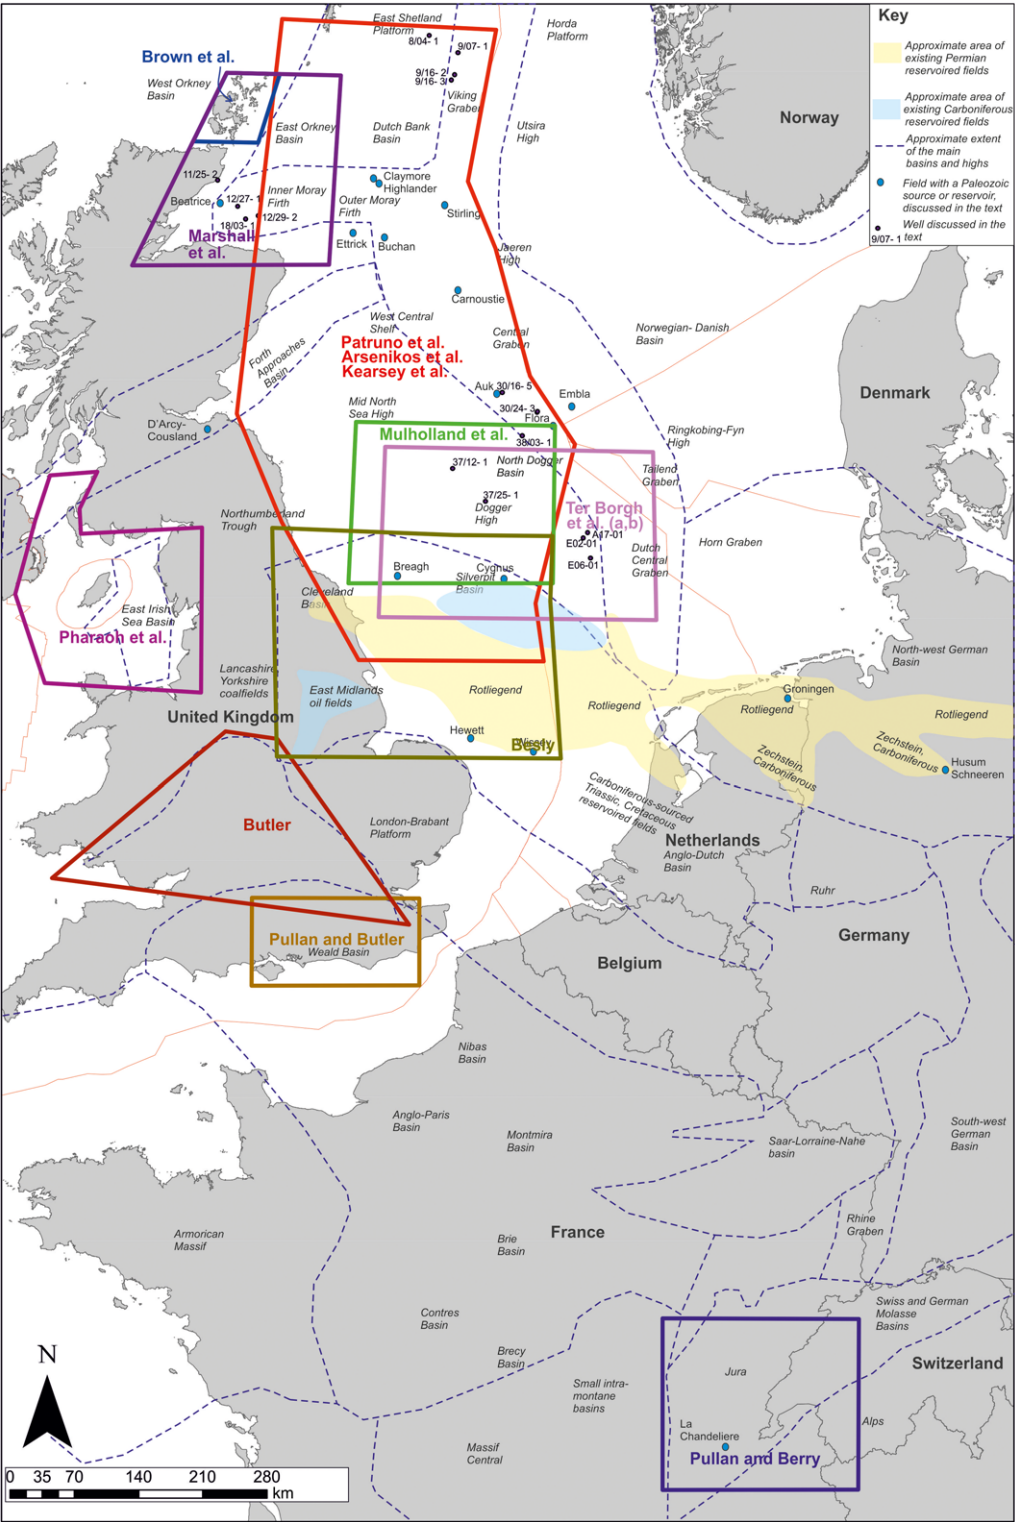 Key
Approximate area of
existing Permian
reservoired fields
Approximate area of
existing Carboniferous
reservoired fields
Approximate extent
of the main
basins and highs
Field with a Paleozoic
source or reservoir,
discussed in the text
Well discussed in the
text
9/07- 1
East Shetland
Platform
8/04- 1
9/07- 1
Horda
Platform
Brown et al.
West Orkney
Basin
9/16- 2
9/16- 3
Viking
Graben
Norway
East Orkney
Basin
Dutch Bank
Basin
Utsira
High
11/25- 2
Claymore
Highlander
Beatrice
12/27- 1
Inner Moray
Firth
Outer Moray
Firth
Stirling
12/29- 2
18/03- 1
Marshall
et al.
Ettrick
Buchan
Jaeren
High
Carnoustie
West Central
Shelf
Central
Graben
Norwegian- Danish
Basin
Forth
Approaches
Basin
Patruno et al.
Arsenikos et al.
Kearsey et al.
Auk
30/16- 5
Embla
Denmark
30/24- 3
Flora
Mid North
Sea High
D'Arcy-
Cousland
Mulholland et al.
38/03- 1
Ringkobing-Fyn
High
37/12- 1
North Dogger
Basin
Tailend
Graben
37/25- 1
Dogger
High
Ter Borgh
et al. (a,b)
Northumberland
Trough
A17-01
E02-01
E06-01
Dutch
Central
Graben
Horn Graben
Breagh
Cygnus
Silverpit
Basin
Cleveland
Basin
East Irish
Sea Basin
Pharaoh et al.
North-west German
Basin
Lancashire
Yorkshire
coalfields
East Midlands
oil fields
Rotliegend
Rotliegend
Groningen
Rotliegend
Rotliegend
United Kingdom
Hewett
Besly
Zechstein,
Carboniferous
Zechstein,
Carboniferous
Husum
Schneeren
Carboniferous-sourced
Triassic, Cretaceous
reservoired fields
Butler
London-Brabant
Platform
Netherlands
Anglo-Dutch
Basin
Ruhr
Pullan and Butler
Weald Basin
Germany
Belgium
Nibas
Basin
Anglo-Paris
Basin
Montmira
Basin
Saar-Lorraine-Nahe
basin
South-west
German
Basin
Armorican
Massif
France
Rhine
Graben
Brie
Basin
Contres
Basin
Swiss and German
Molasse
Basins
Brecy
Basin
Jura
Switzerland
Small intra-
montane
basins
La
Chandeliere
Alps
Massif
Central
Pullan and Berry
N
0 35 70 140 210 280
km